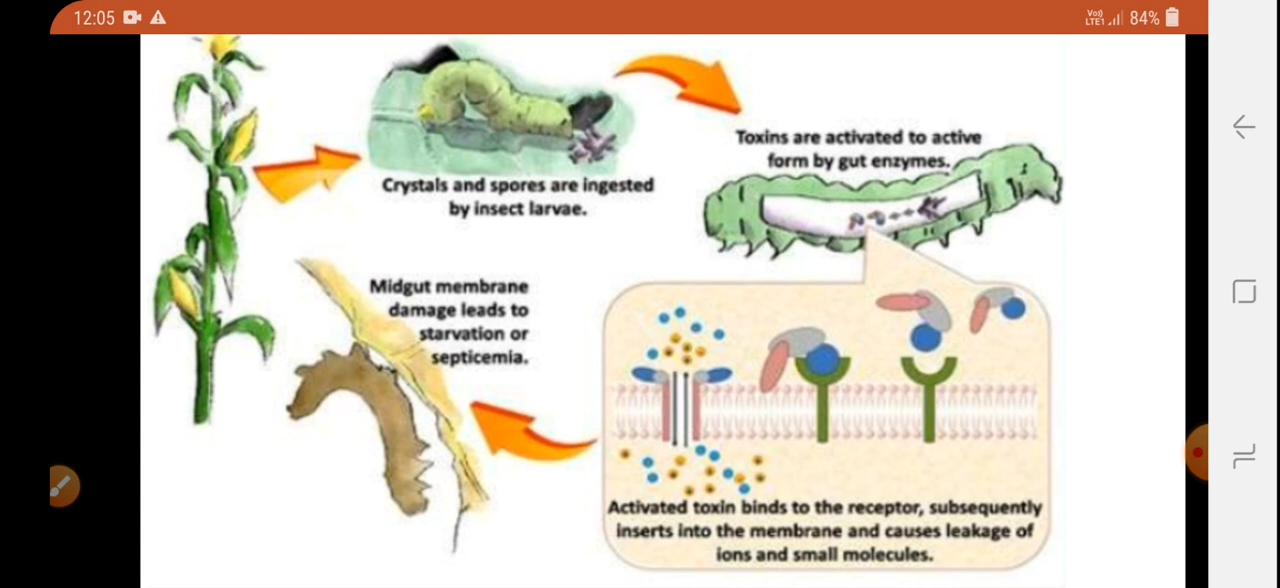 12:05
Vo))
LTE1
84%
Crystals and spores are ingested
by insect larvae.
Toxins are activated to active
form by gut enzymes.
Activated toxin binds to the receptor, subsequently
inserts into the membrane and causes leakage of
ions and small molecules.
Midgut membrane
damage leads to
starvation or
septicemia.